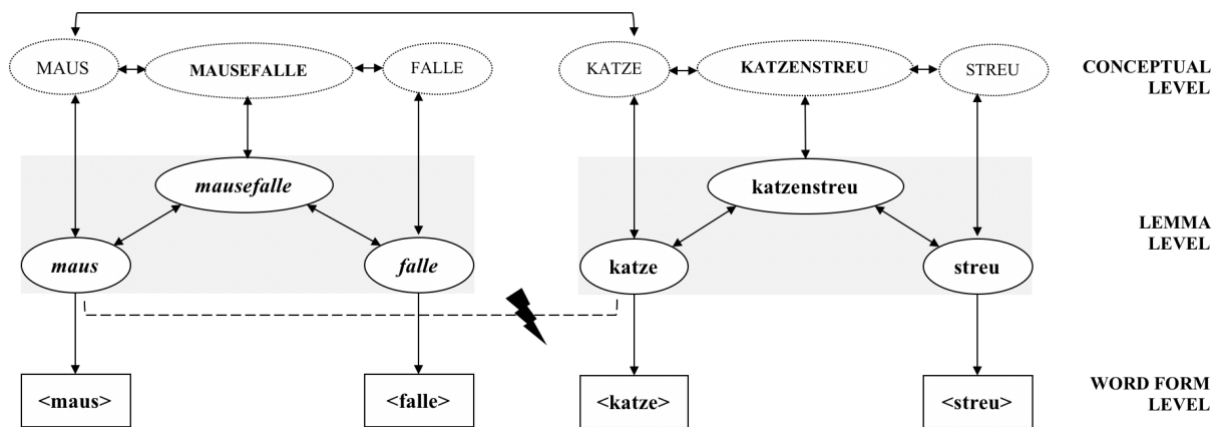 MAUS MAUSEFALLE FALLE KATZE KATZENSTREU STREU CONCEPTUAL
LEVEL
mausefalle katzenstreu
LEMMA
LEVEL
maus falle katze streu
<maus> <falle> <katze> <streu> WORD FORM
LEVEL